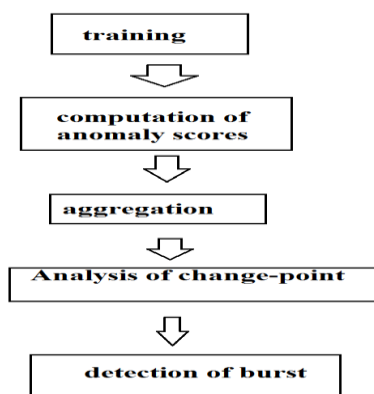 training
computation of
anomaly scores
aggregation
Analysis of change-point
detection of burst